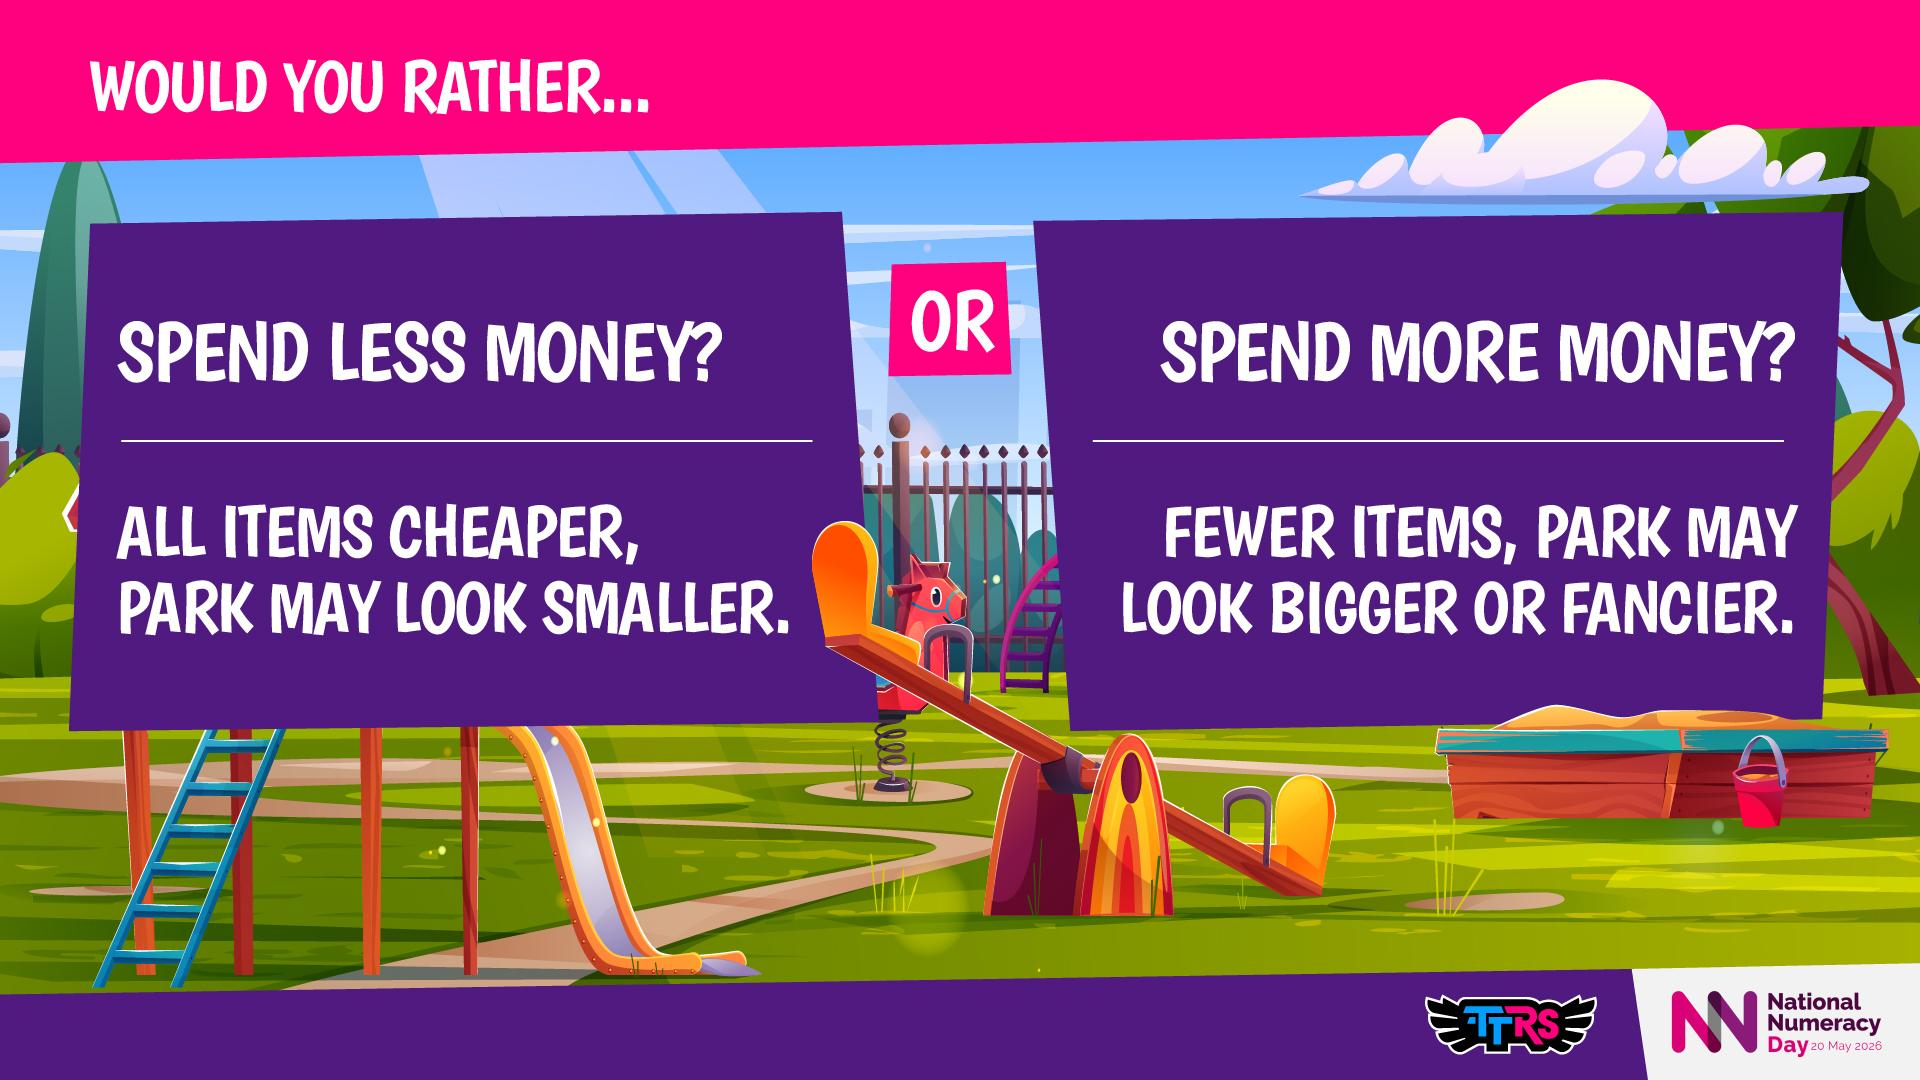 WOULD YOU RATHER...
SPEND LESS MONEY?
ALL ITEMS CHEAPER,
PARK MAY LOOK SMALLER.
OR
SPEND MORE MONEY?
FEWER ITEMS, PARK MAY
LOOK BIGGER OR FANCIER.
TTRS
National
Numeracy
Day 20 May 2026